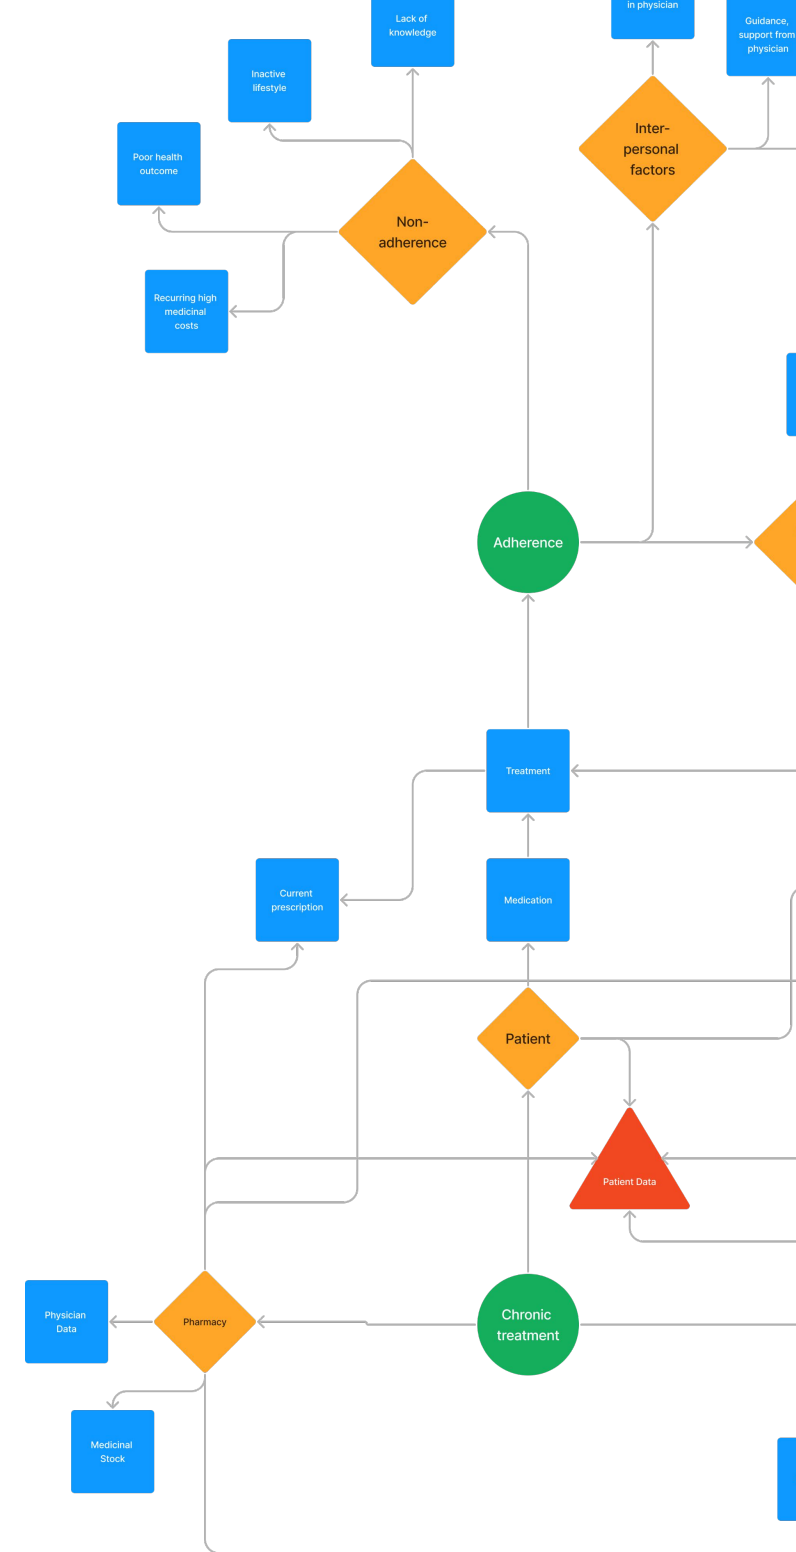 in physician
Lack of
knowledge
Guidance,
support from
physician
Inactive
lifestyle
Inter-
personal
factors
Poor health
outcome
Non-
adherence
Recurring high
medicinal
costs
Adherence
Treatment
Current
prescription
Medication
Patient
Patient Data
Physician
Data
Pharmacy
Chronic
treatment
Medicinal
Stock